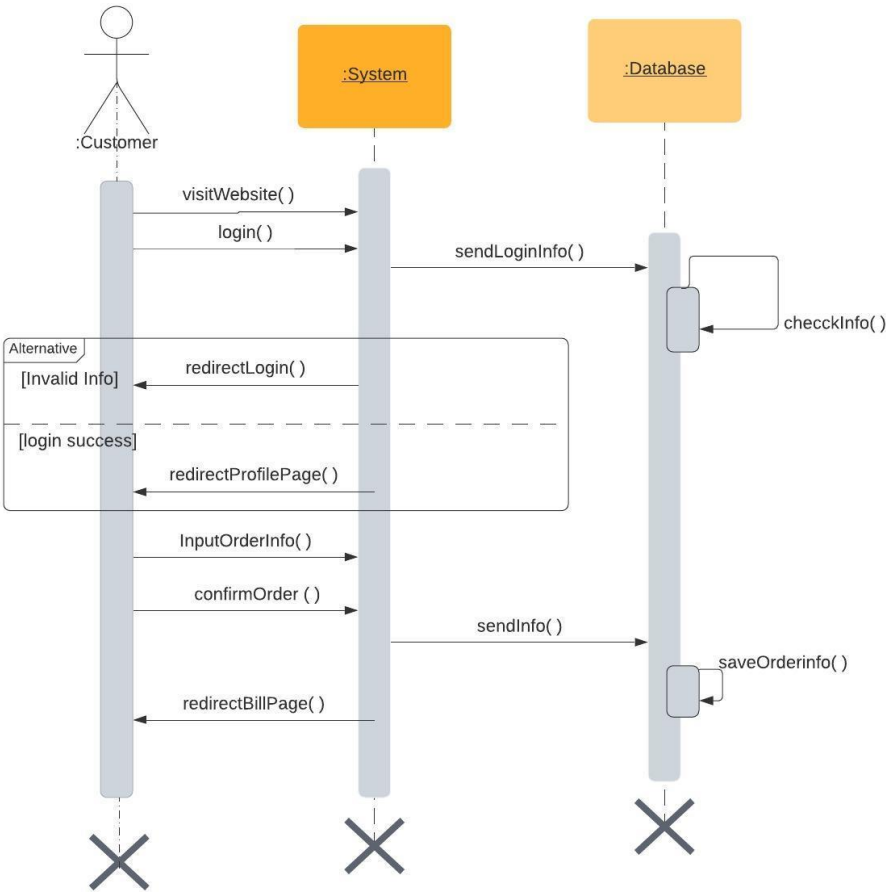 :Customer
:System
:Database
visitWebsite( )
login( )
sendLoginInfo( )
checckInfo( )
Alternative
[Invalid Info]
redirectLogin( )
[login success]
redirectProfilePage( )
InputOrderInfo( )
confirmOrder ( )
sendInfo( )
saveOrderinfo( )
redirectBillPage( )